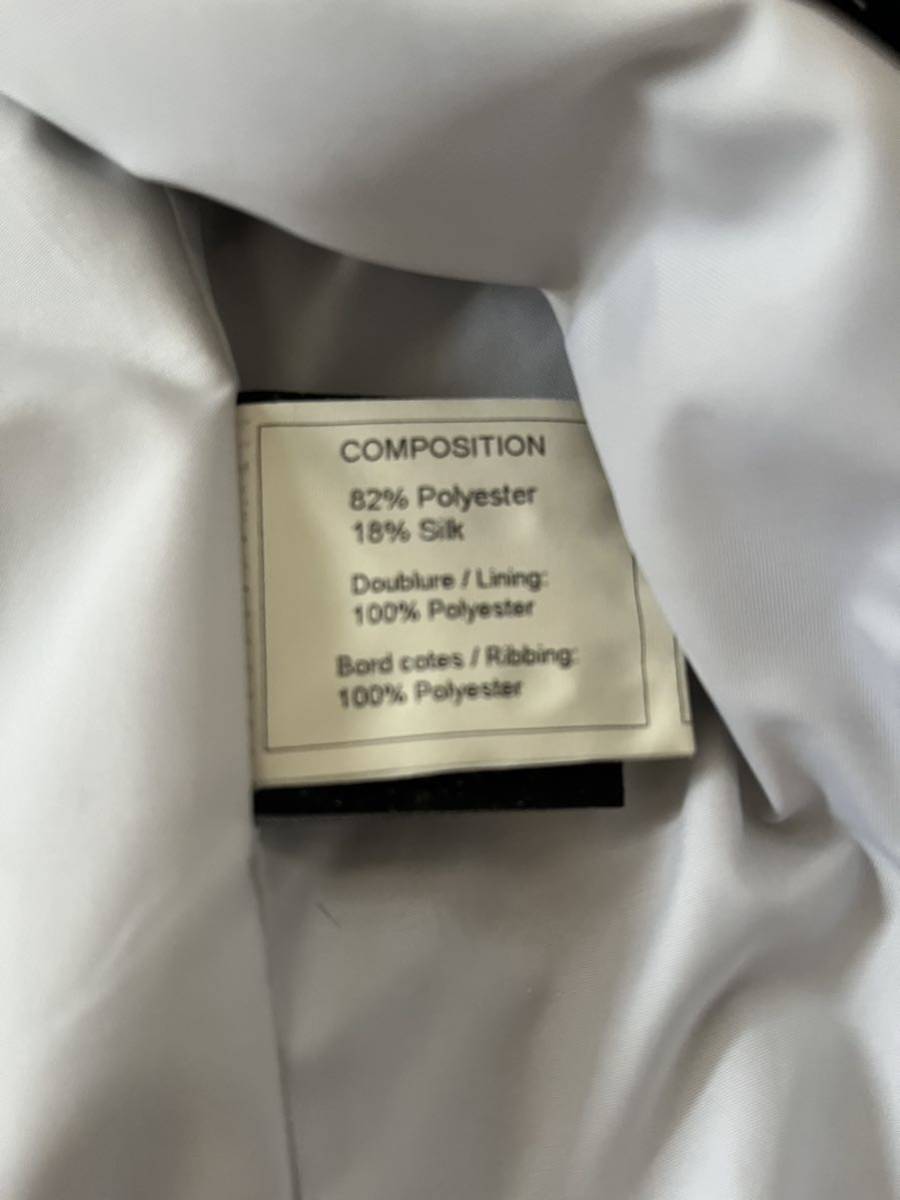 COMPOSITION
82% Polyester
18% Silk
Doublure / Lining:
100% Polyester
Bord cotes / Ribbing:
100% Polyester